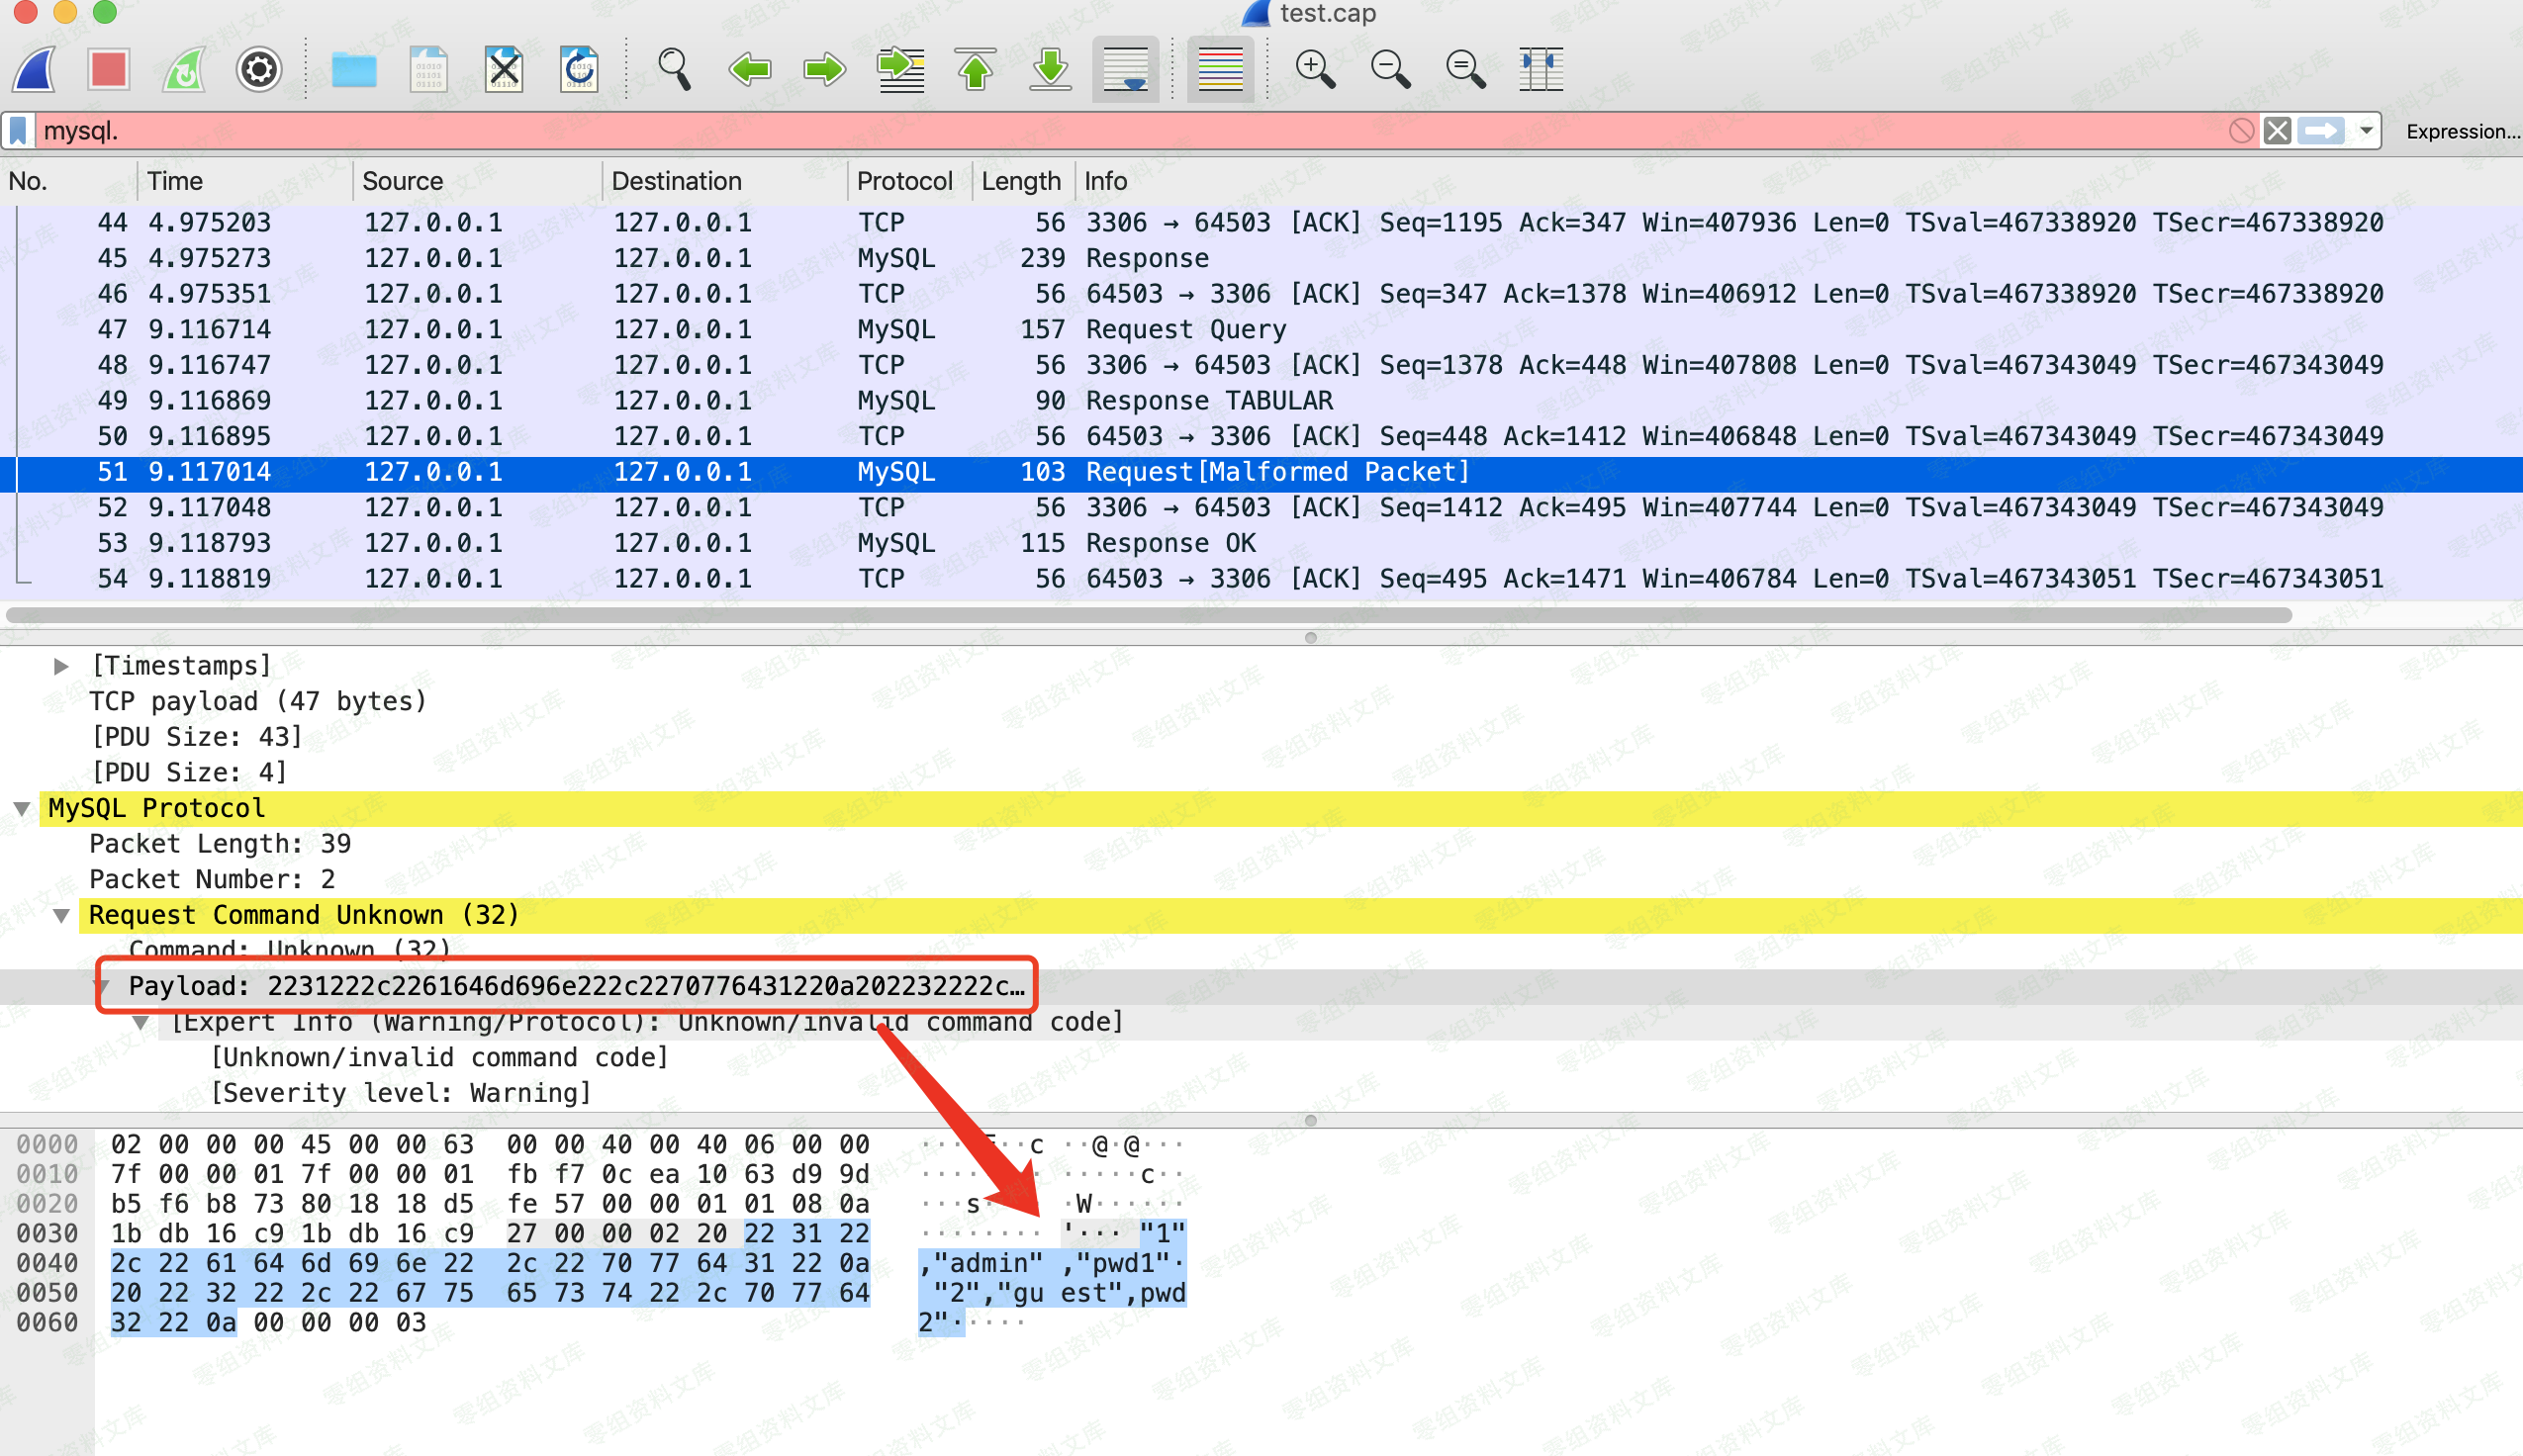 test.cap
mysql.
Expression...
No. Time Source Destination Protocol Length Info
44 4.975203 127.0.0.1 127.0.0.1 TCP 56 3306 → 64503 [ACK] Seq=1195 Ack=347 Win=407936 Len=0 TSval=467338920 TSecr=467338920
45 4.975273 127.0.0.1 127.0.0.1 MySQL 239 Response
46 4.975351 127.0.0.1 127.0.0.1 TCP 56 64503 → 3306 [ACK] Seq=347 Ack=1378 Win=406912 Len=0 TSval=467338920 TSecr=467338920
47 9.116714 127.0.0.1 127.0.0.1 MySQL 157 Request Query
48 9.116747 127.0.0.1 127.0.0.1 TCP 56 3306 → 64503 [ACK] Seq=1378 Ack=448 Win=407808 Len=0 TSval=467343049 TSecr=467343049
49 9.116869 127.0.0.1 127.0.0.1 MySQL 90 Response TABULAR
50 9.116895 127.0.0.1 127.0.0.1 TCP 56 64503 → 3306 [ACK] Seq=448 Ack=1412 Win=406848 Len=0 TSval=467343049 TSecr=467343049
51 9.117014 127.0.0.1 127.0.0.1 MySQL 103 Request[Malformed Packet]
52 9.117048 127.0.0.1 127.0.0.1 TCP 56 3306 → 64503 [ACK] Seq=1412 Ack=495 Win=407744 Len=0 TSval=467343049 TSecr=467343049
53 9.118793 127.0.0.1 127.0.0.1 MySQL 115 Response OK
54 9.118819 127.0.0.1 127.0.0.1 TCP 56 64503 → 3306 [ACK] Seq=495 Ack=1471 Win=406784 Len=0 TSval=467343051 TSecr=467343051
[Timestamps]
TCP payload (47 bytes)
[PDU Size: 43]
[PDU Size: 4]
MySQL Protocol
Packet Length: 39
Packet Number: 2
Request Command Unknown (32)
Command: Unknown (32)
Payload: 2231222c2261646d696e222c227077643122​0a202232222c…
[Expert Info (Warning/Protocol): Unknown/invalid command code]
[Unknown/invalid command code]
[Severity level: Warning]
0000 02 00 00 00 45 00 00 63 00 00 40 00 40 06 00 00 ····E··c ··@·@···
0010 7f 00 00 01 7f 00 00 01 fb f7 0c ea 10 63 d9 9d ········ ·····c··
0020 b5 f6 b8 73 80 18 18 d5 fe 57 00 00 01 01 08 0a ···s···· ·W······
0030 1b db 16 c9 1b db 16 c9 27 00 00 02 20 22 31 22 ········ '··· "1"
0040 2c 22 61 64 6d 69 6e 22 2c 22 70 77 64 31 22 0a ,"admin" ,"pwd1"·
0050 20 22 32 22 2c 22 67 75 65 73 74 22 2c 70 77 64 "2","gu est",pwd
0060 32 22 0a 00 00 00 03 2"·····
零组资料文库